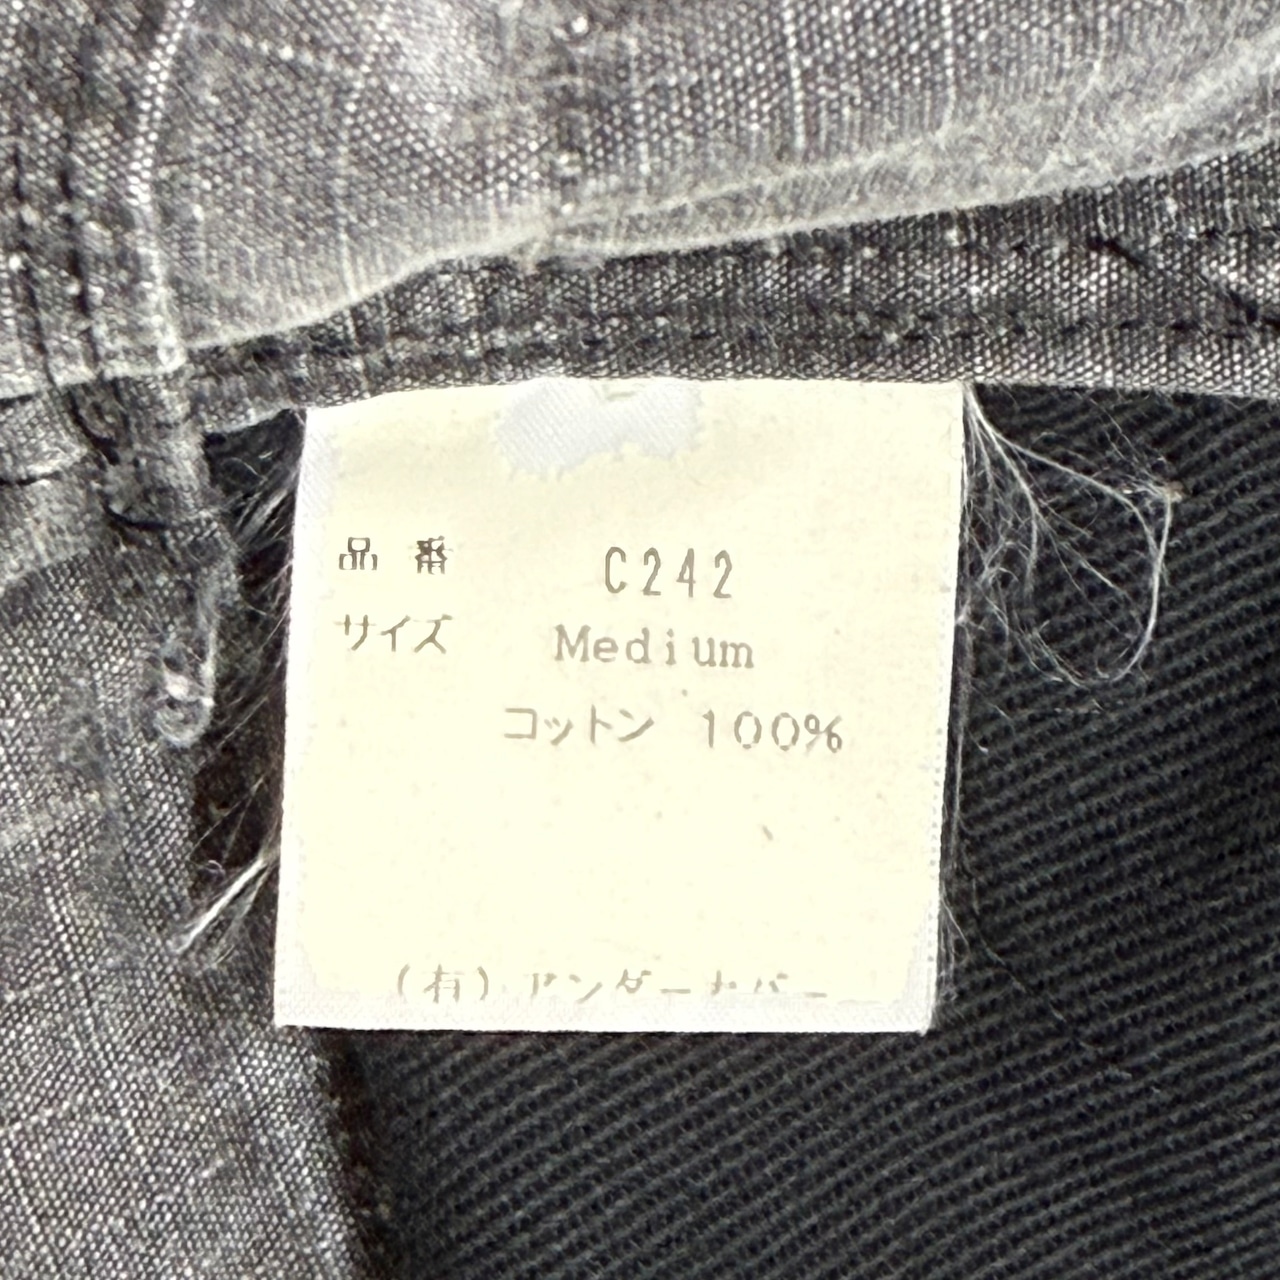 品 番 C242
サイズ Medium
コットン 100%
(有) アンダーカバー